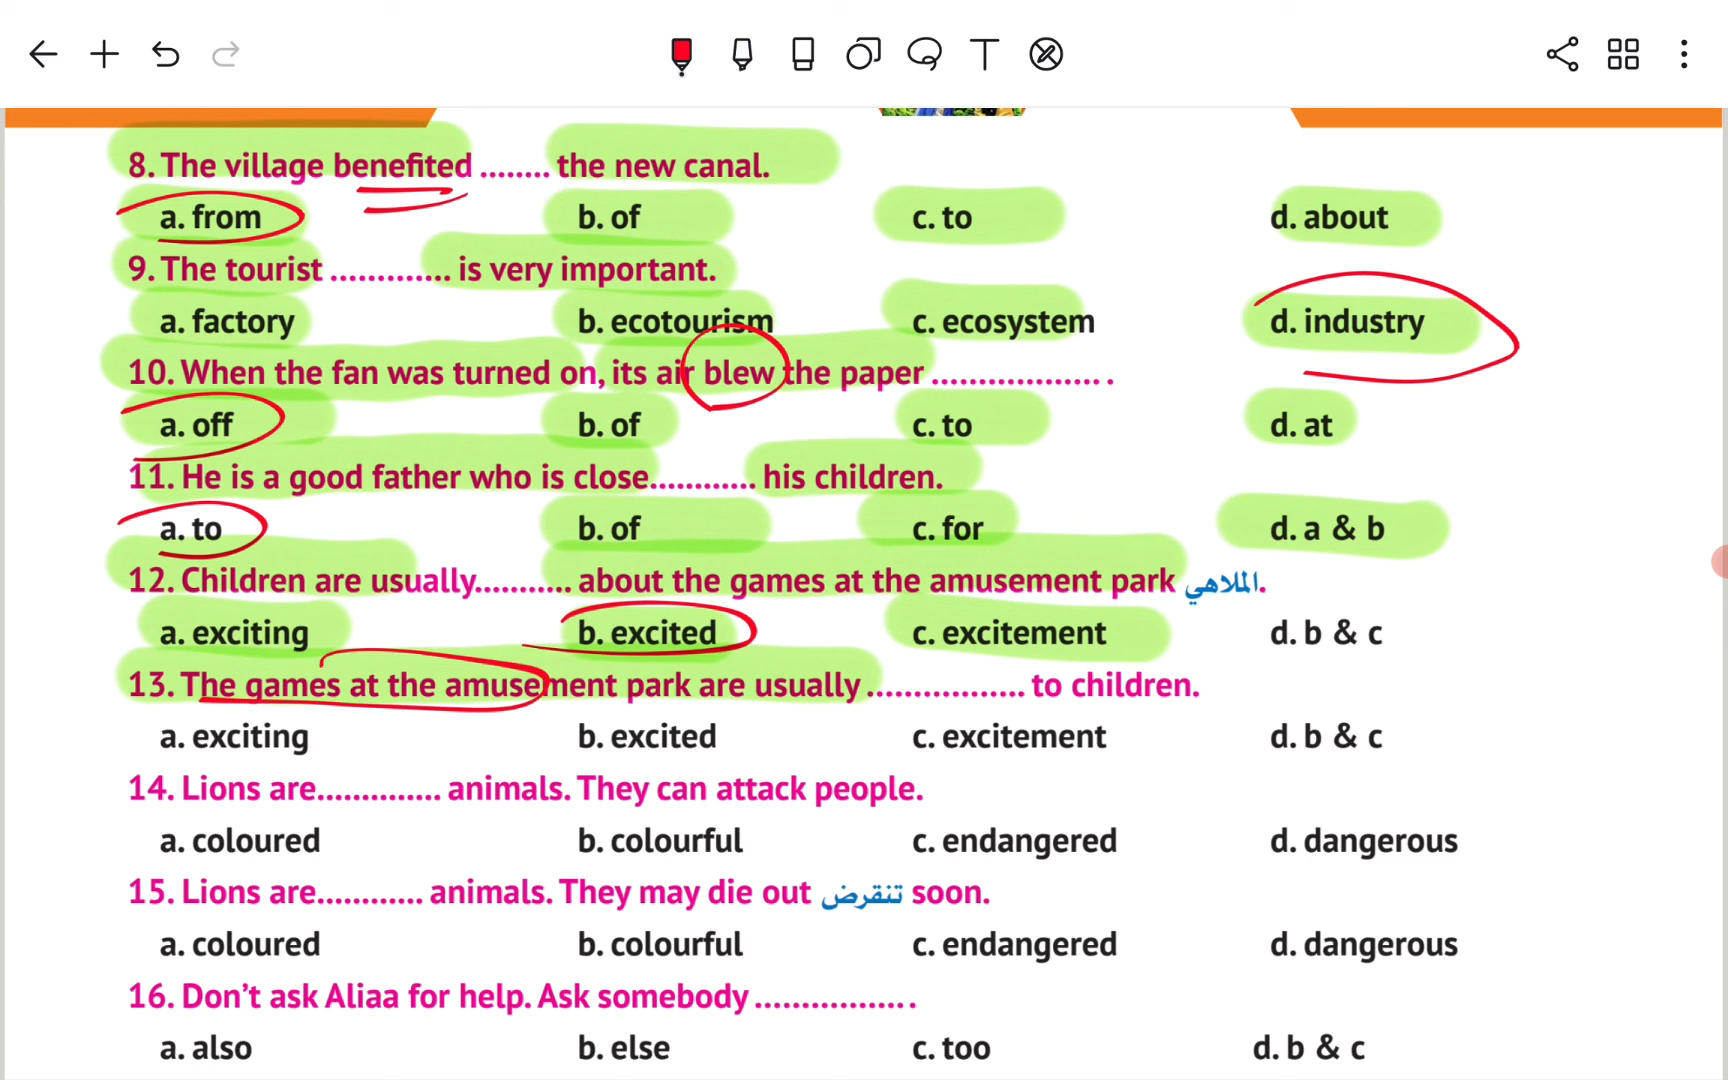 8. The village benefited ........ the new canal.
a. from b. of c. to d. about
9. The tourist ............. is very important.
a. factory b. ecotourism c. ecosystem d. industry
10. When the fan was turned on, its air blew the paper .................. .
a. off b. of c. to d. at
11. He is a good father who is close............ his children.
a. to b. of c. for d. a & b
12. Children are usually........... about the games at the amusement park الملاهي.
a. exciting b. excited c. excitement d. b & c
13. The games at the amusement park are usually ................. to children.
a. exciting b. excited c. excitement d. b & c
14. Lions are.............. animals. They can attack people.
a. coloured b. colourful c. endangered d. dangerous
15. Lions are............ animals. They may die out تنقرض soon.
a. coloured b. colourful c. endangered d. dangerous
16. Don’t ask Aliaa for help. Ask somebody ................ .
a. also b. else c. too d. b & c